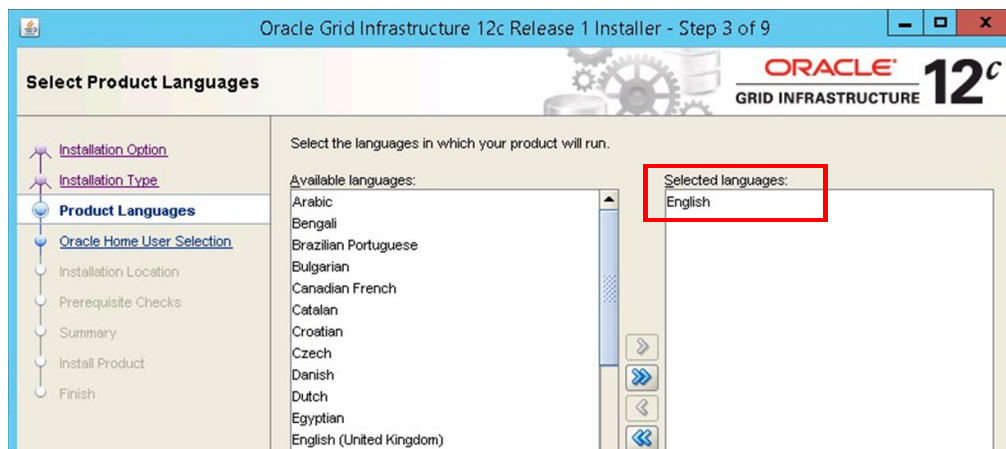 Oracle Grid Infrastructure 12c Release 1 Installer - Step 3 of 9
Select Product Languages
ORACLE
GRID INFRASTRUCTURE
12c
Installation Option
Installation Type
Product Languages
Oracle Home User Selection
Installation Location
Prerequisite Checks
Summary
Install Product
Finish
Select the languages in which your product will run.
Available languages:
Arabic
Bengali
Brazilian Portuguese
Bulgarian
Canadian French
Catalan
Croatian
Czech
Danish
Dutch
Egyptian
English (United Kingdom)
Selected languages:
English